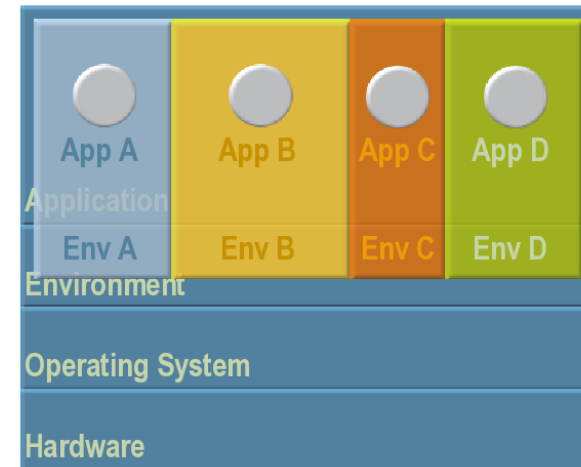 App A App B App C App D
Application
Env A Env B Env C Env D
Environment
Operating System
Hardware